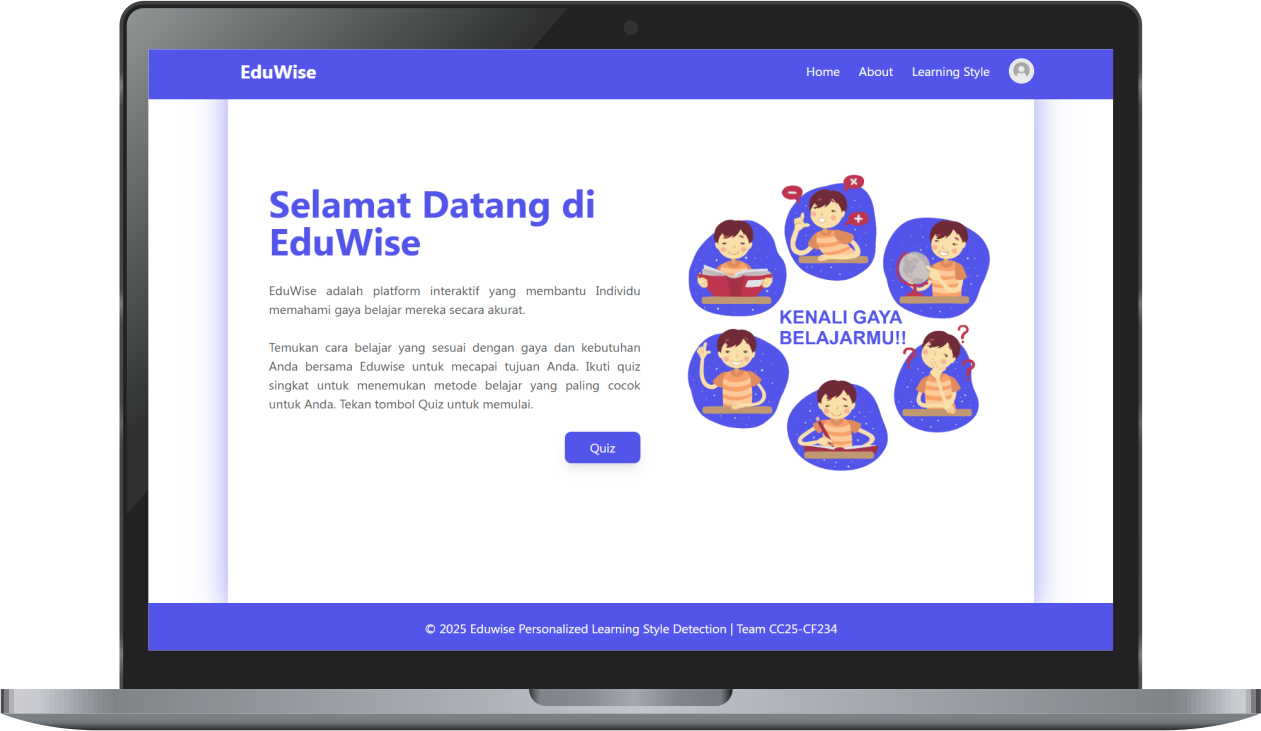 EduWise
Home About Learning Style
Selamat Datang di
EduWise
EduWise adalah platform interaktif yang membantu Individu
memahami gaya belajar mereka secara akurat.
Temukan cara belajar yang sesuai dengan gaya dan kebutuhan
Anda bersama Eduwise untuk mecapai tujuan Anda. Ikuti quiz
singkat untuk menemukan metode belajar yang paling cocok
untuk Anda. Tekan tombol Quiz untuk memulai.
Quiz
KENALI GAYA
BELAJARMU!!
© 2025 Eduwise Personalized Learning Style Detection | Team CC25-CF234